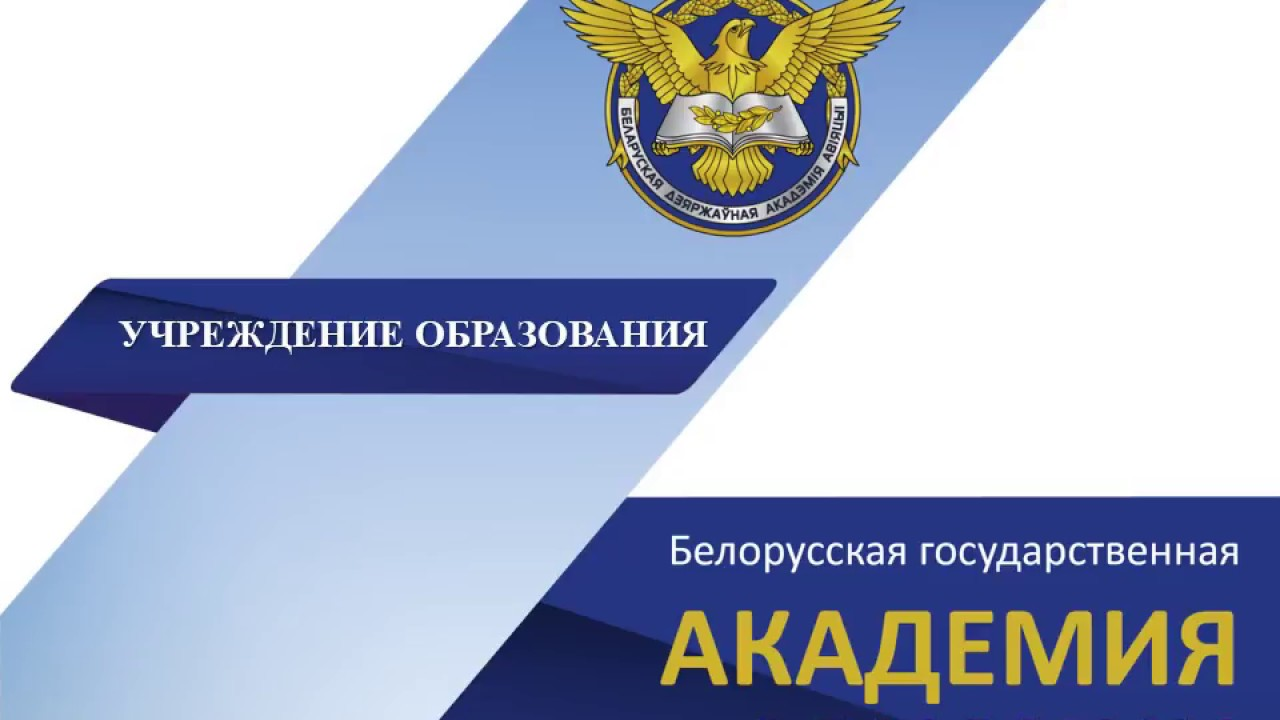 БЕЛАРУСКАЯ ДЗЯРЖАЎНАЯ АКАДЭМІЯ АВІЯЦЫІ
УЧРЕЖДЕНИЕ ОБРАЗОВАНИЯ
Белорусская государственная
АКАДЕМИЯ